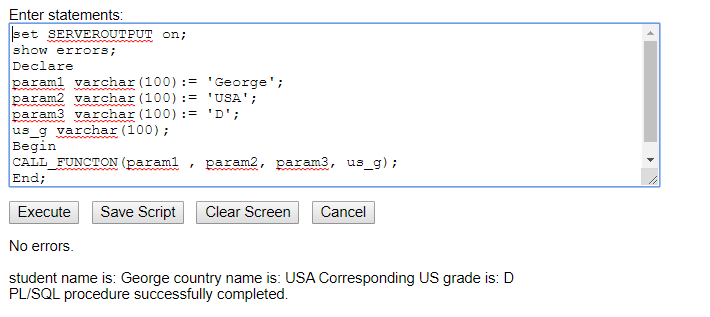 Enter statements:
set SERVEROUTPUT on;
show errors;
Declare
param1 varchar(100):= 'George';
param2 varchar(100):= 'USA';
param3 varchar(100):= 'D';
us_g varchar(100);
Begin
CALL_FUNCTON(param1 , param2, param3, us_g);
End;
Execute Save Script Clear Screen Cancel
No errors.
student name is: George country name is: USA Corresponding US grade is: D
PL/SQL procedure successfully completed.